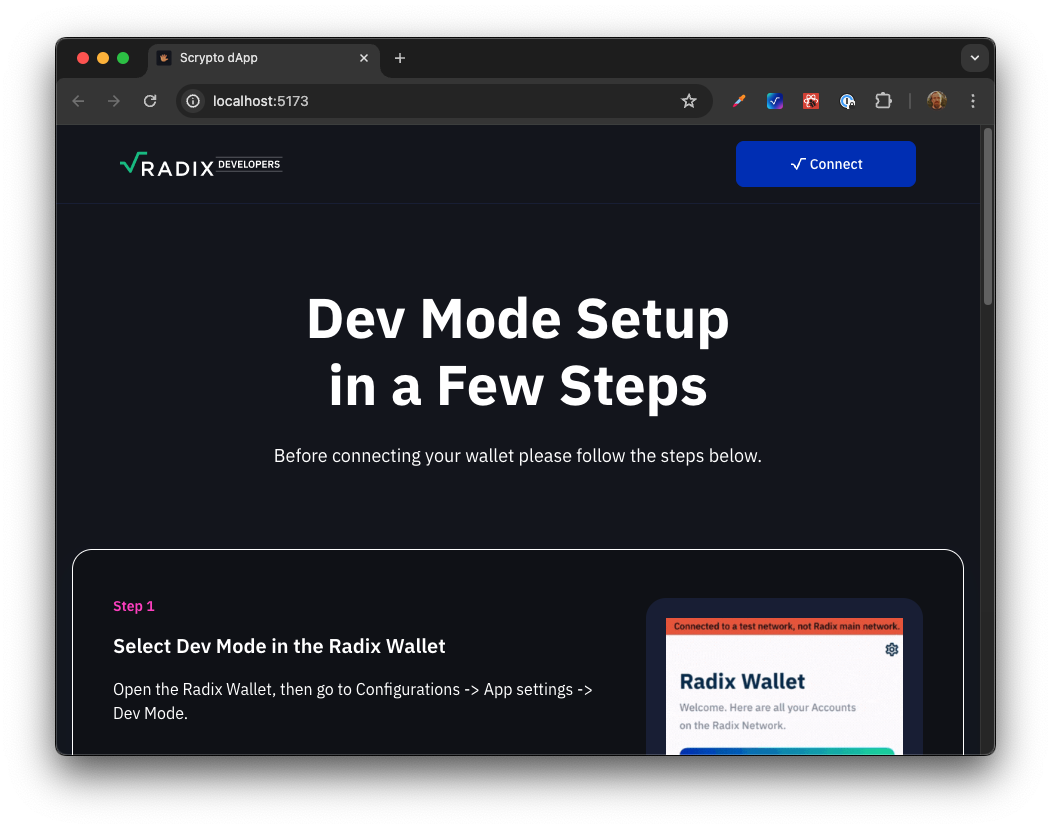 Scrypto dApp
localhost:5173
RADIX DEVELOPERS
Connect
Dev Mode Setup
in a Few Steps
Before connecting your wallet please follow the steps below.
Step 1
Select Dev Mode in the Radix Wallet
Open the Radix Wallet, then go to Configurations -> App settings ->
Dev Mode.
Connected to a test network, not Radix main network.
Radix Wallet
Welcome. Here are all your Accounts
on the Radix Network.